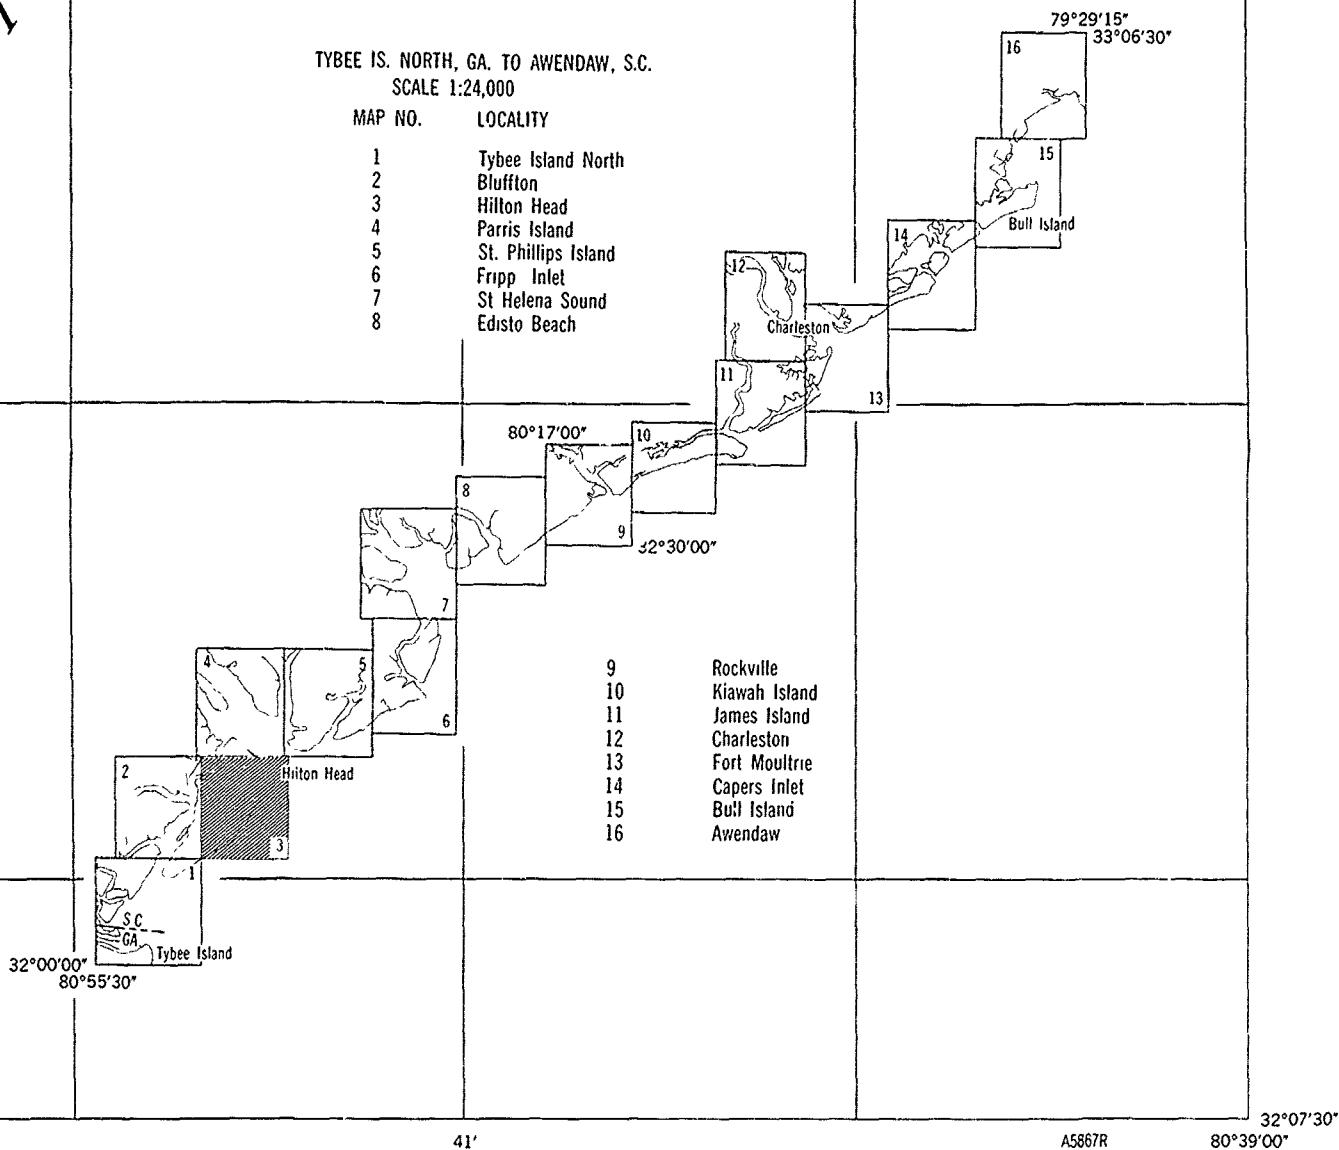 79°29′15″
33°06′30″
TYBEE IS. NORTH, GA. TO AWENDAW, S.C.
SCALE 1:24,000
MAP NO. LOCALITY
1 Tybee Island North
2 Bluffton
3 Hilton Head
4 Parris Island
5 St. Phillips Island
6 Fripp Inlet
7 St Helena Sound
8 Edisto Beach
16
15
Bull Island
14
12
Charleston
13
11
10
80°17′00″
9
32°30′00″
8
7
6
5
4
9 Rockville
10 Kiawah Island
11 James Island
12 Charleston
13 Fort Moultrie
14 Capers Inlet
15 Bull Island
16 Awendaw
2
Hilton Head
3
1
S.C
GA.
Tybee Island
32°00′00″
80°55′30″
32°07′30″
41′
A5867R
80°39′00″